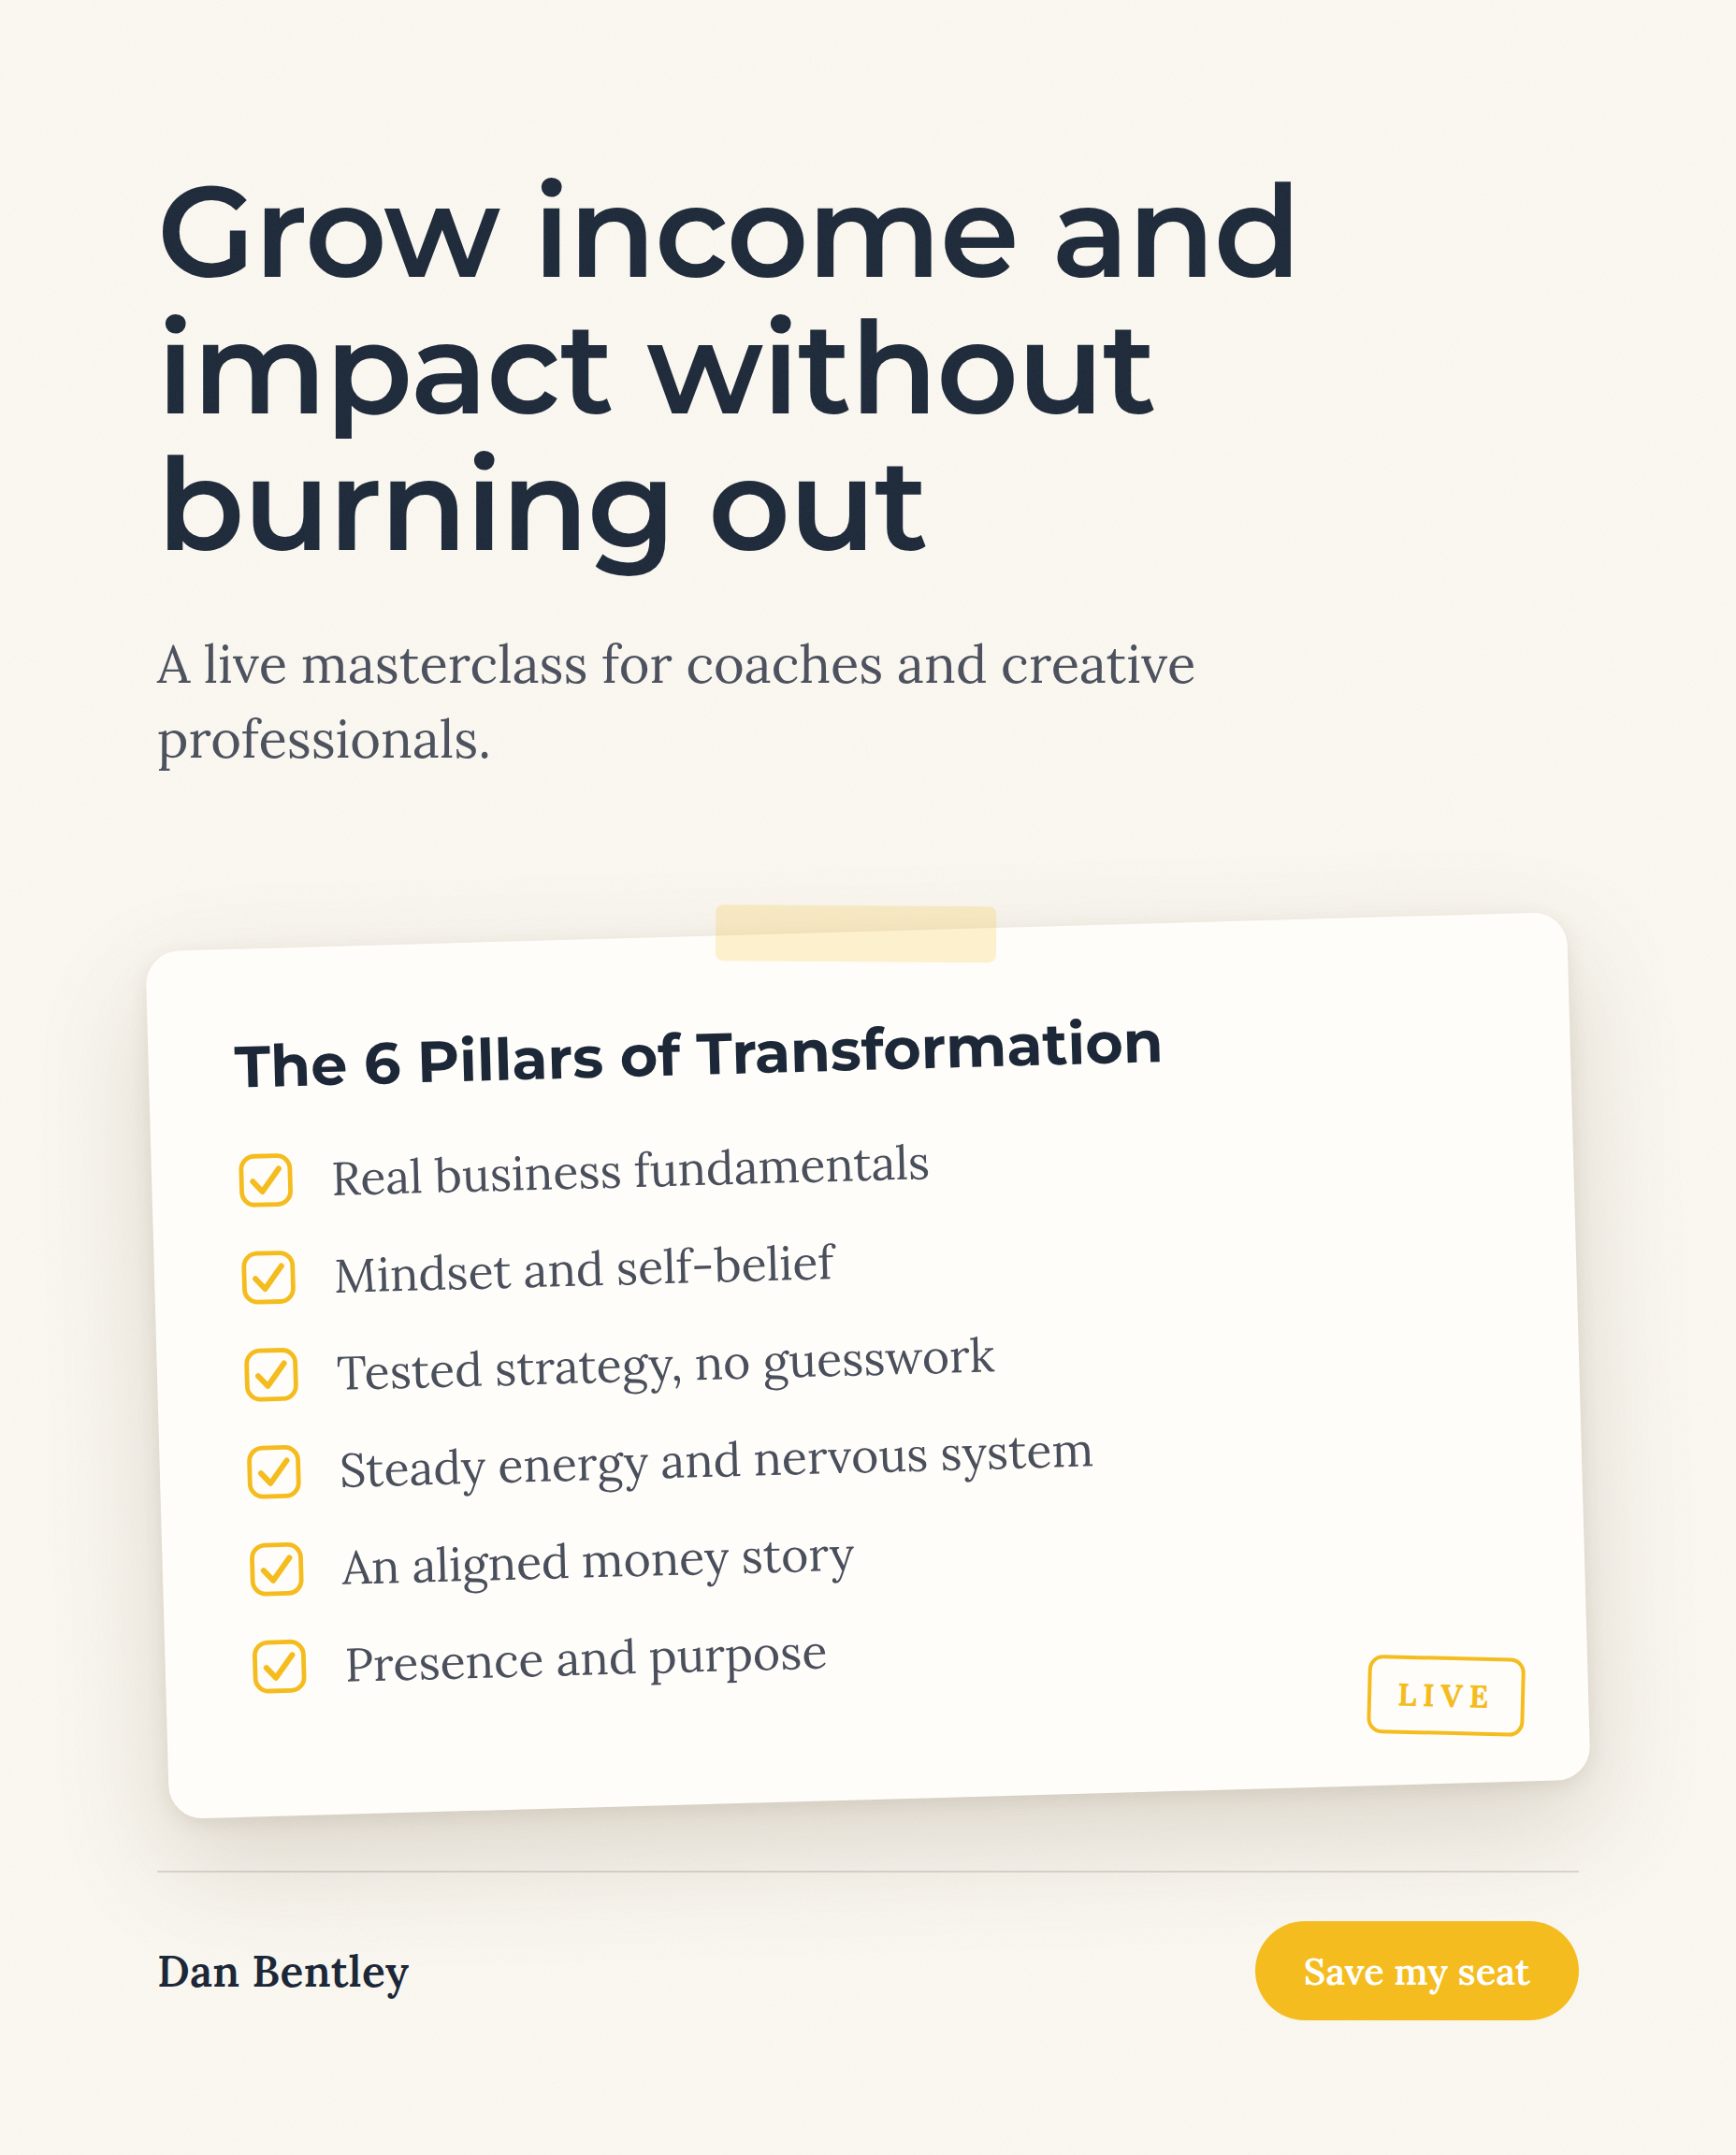 Grow income and
impact without
burning out
A live masterclass for coaches and creative
professionals.
The 6 Pillars of Transformation
Real business fundamentals
Mindset and self-belief
Tested strategy, no guesswork
Steady energy and nervous system
An aligned money story
Presence and purpose
LIVE
Dan Bentley
Save my seat